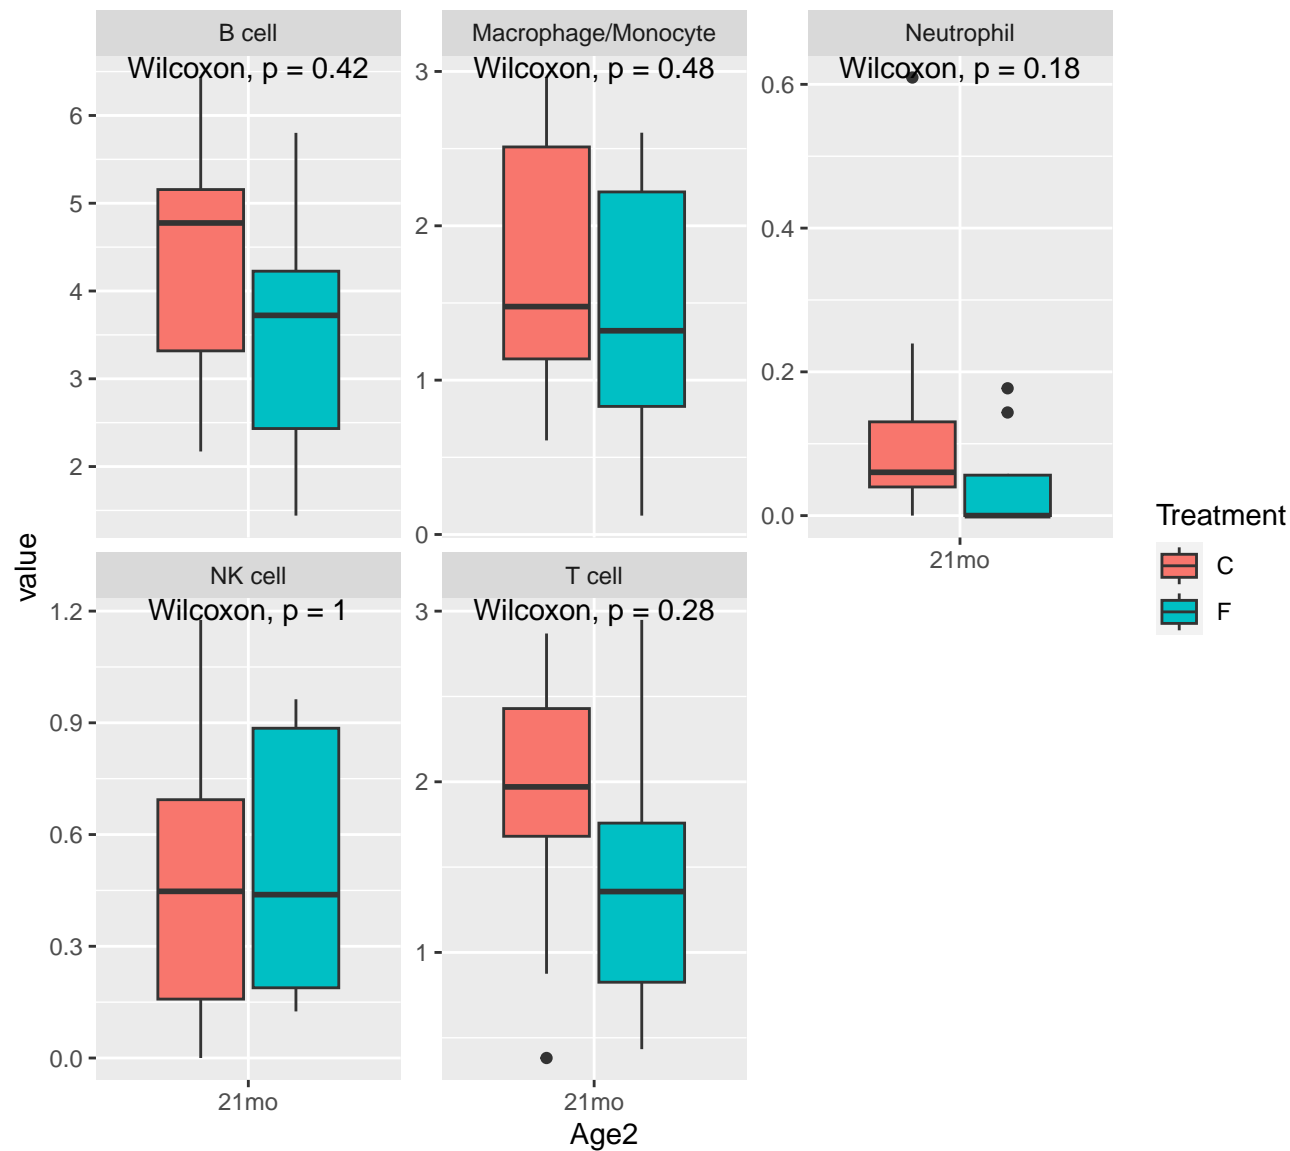 B cell
Macrophage/Monocyte
Neutrophil
Wilcoxon, p = 0.42
Wilcoxon, p = 0.48
Wilcoxon, p = 0.18
6
5
4
3
2
3
2
1
0
0.6
0.4
0.2
0.0
21mo
value
NK cell
T cell
Wilcoxon, p = 1
Wilcoxon, p = 0.28
1.2
0.9
0.6
0.3
0.0
3
2
1
21mo
21mo
Age2
Treatment
C
F